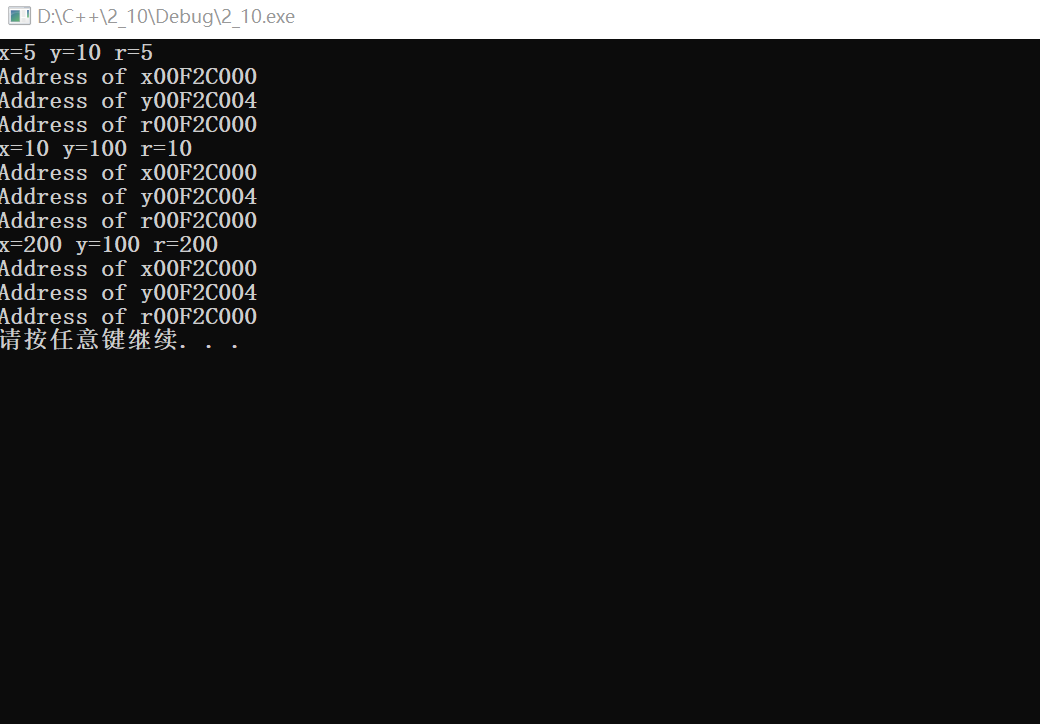 D:\C++\2_10\Debug\2_10.exe
x=5 y=10 r=5
Address of x00F2C000
Address of y00F2C004
Address of r00F2C000
x=10 y=100 r=10
Address of x00F2C000
Address of y00F2C004
Address of r00F2C000
x=200 y=100 r=200
Address of x00F2C000
Address of y00F2C004
Address of r00F2C000
请按任意键继续. . .